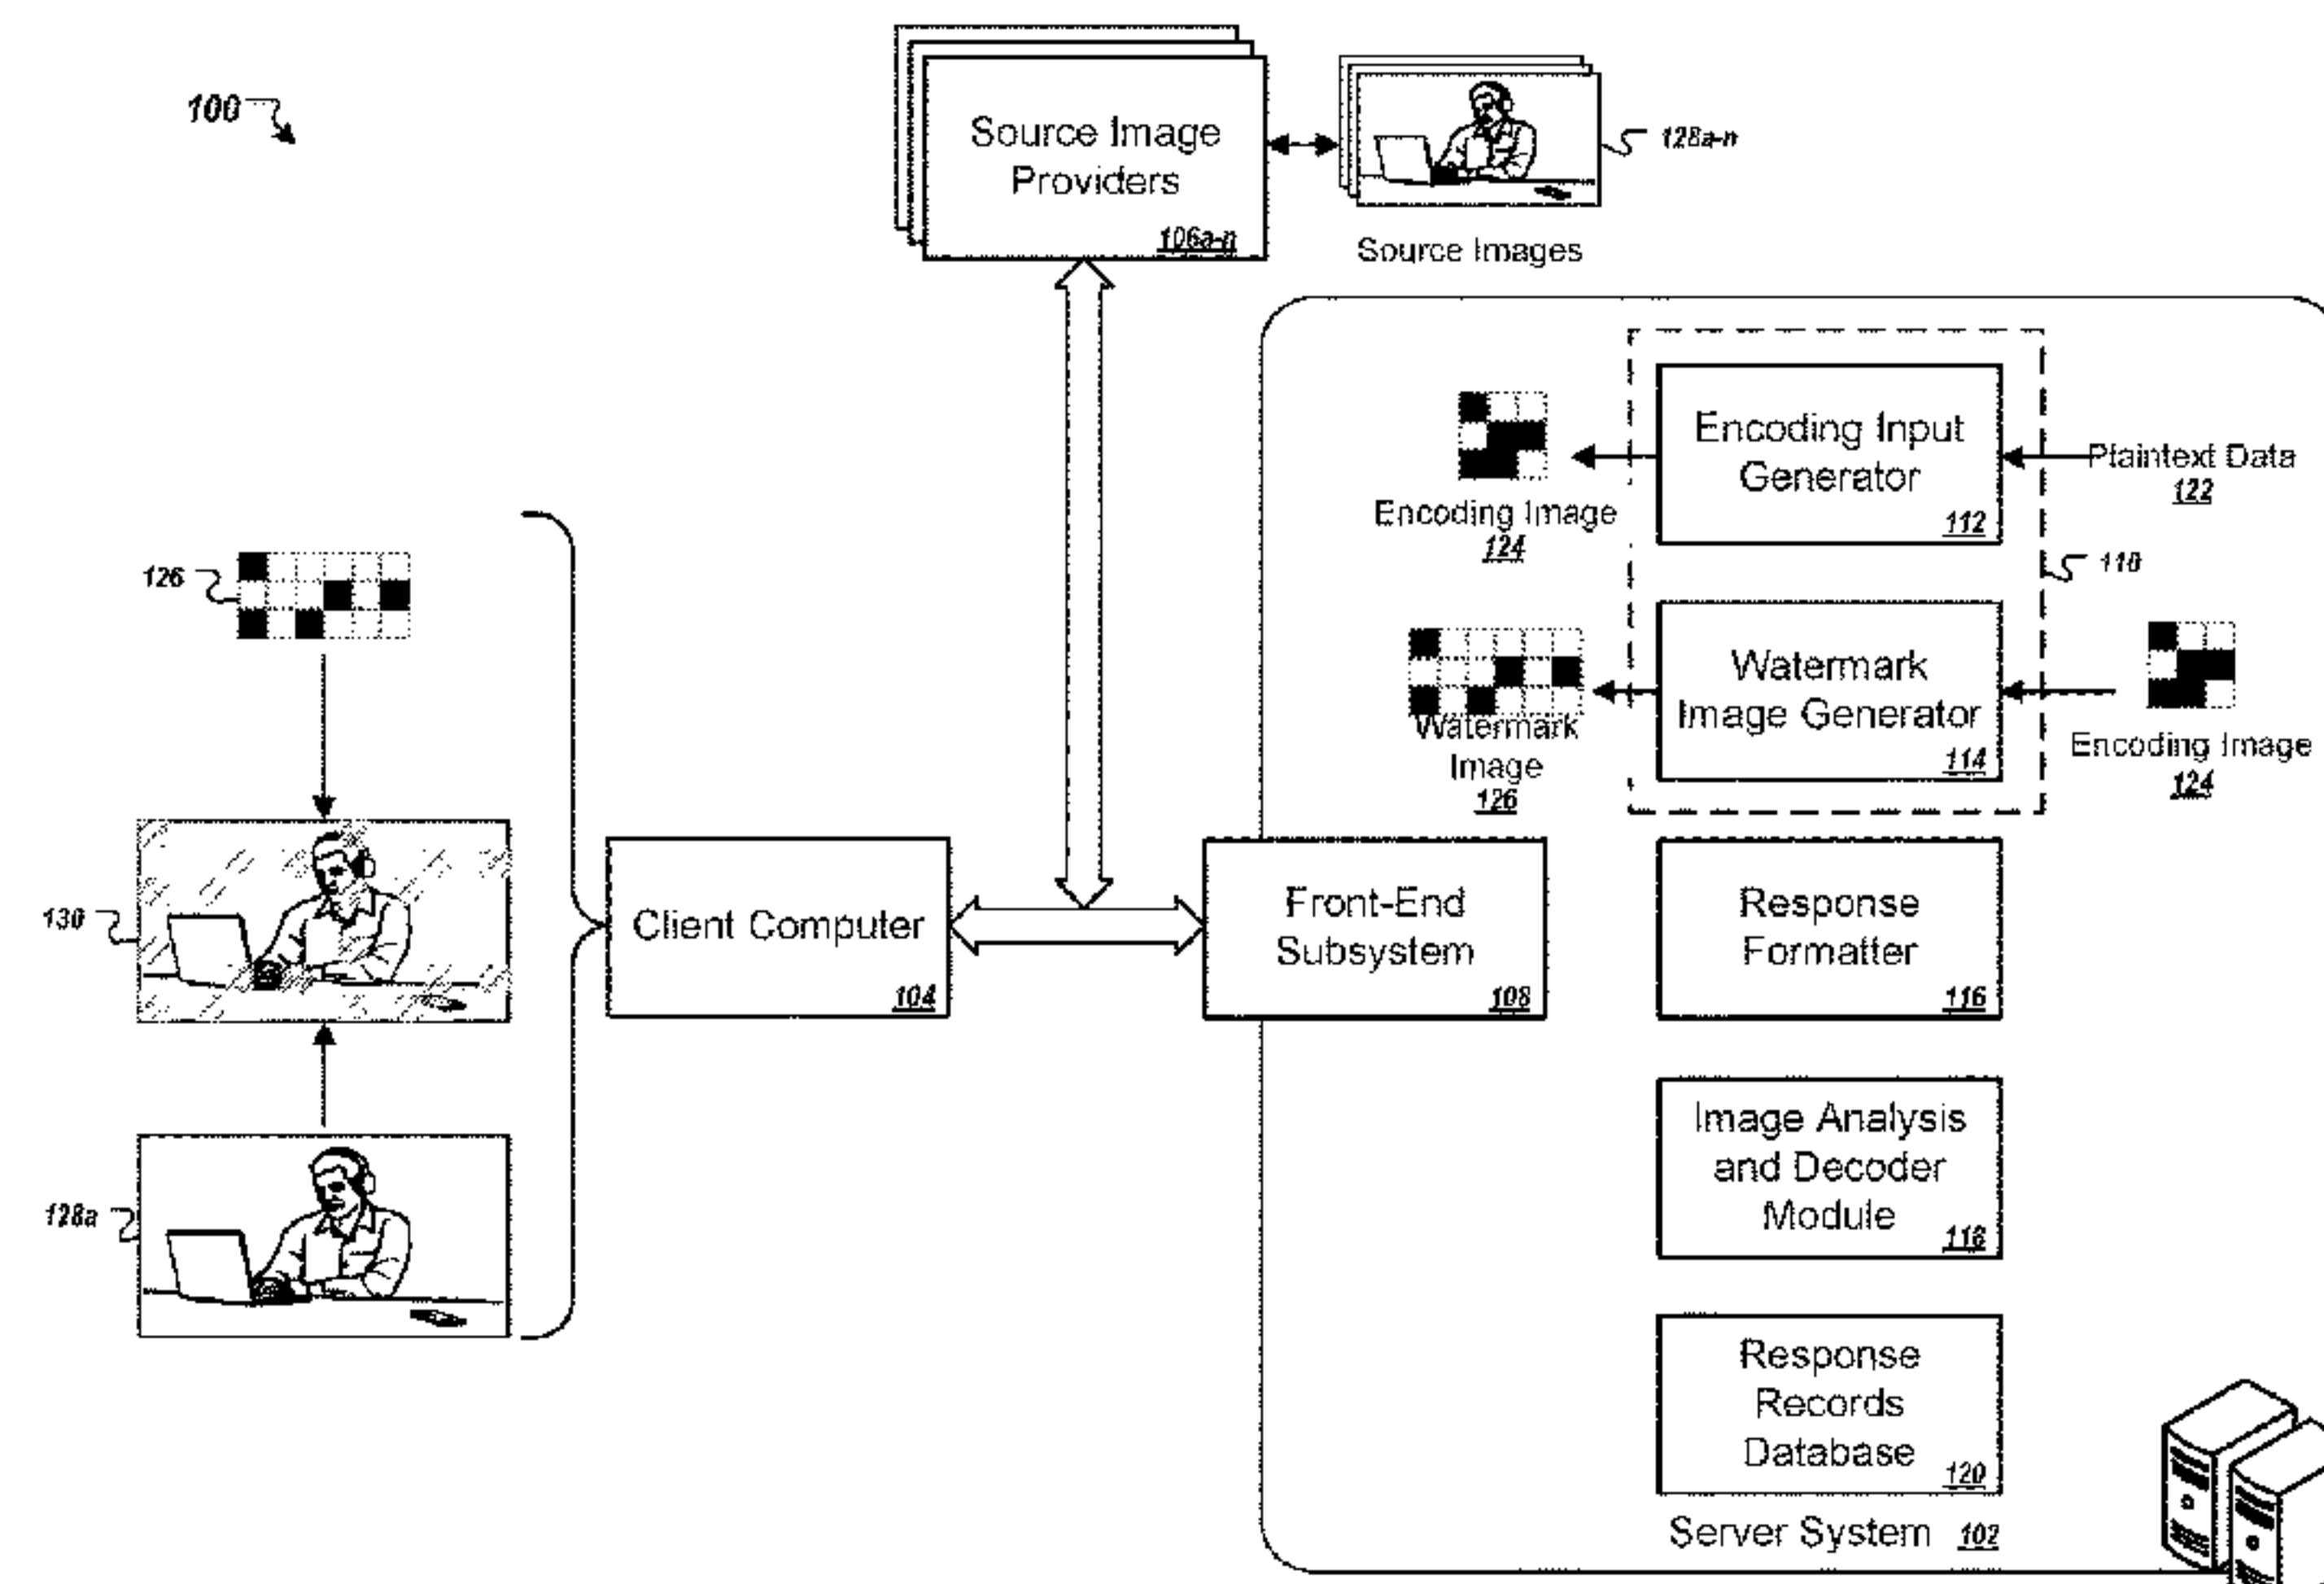 100
Source Image
Providers
106a-n
128a-n
Source Images
Encoding Input
Generator
112
Plaintext Data
122
Encoding Image
124
110
126
Watermark
Image Generator
114
Watermark
Image
126
Encoding Image
124
130
Client Computer
104
Front-End
Subsystem
108
Response
Formatter
116
128a
Image Analysis
and Decoder
Module
118
Response
Records
Database
120
Server System 102